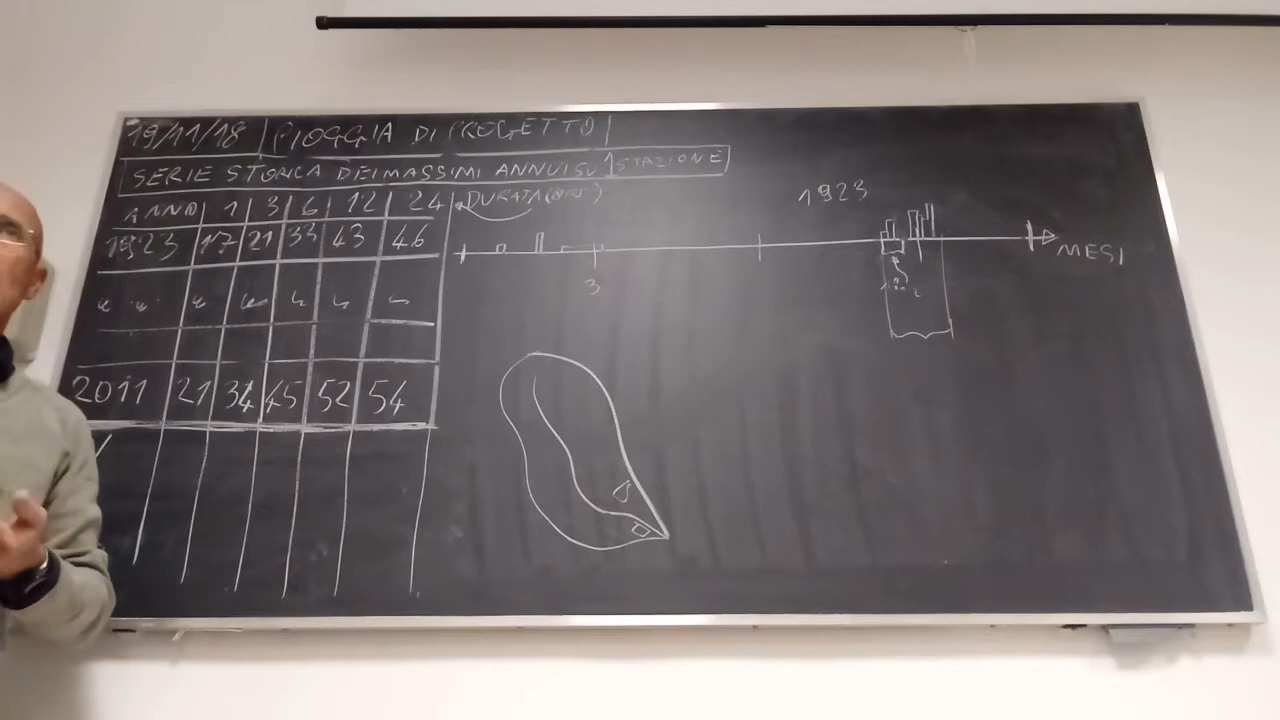 19/11/18 PIOGGIA DI PROGETTO
SERIE STORICA DEI MASSIMI ANNUI SU 1 STAZIONE
ANNO 1 3 6 12 24 DURATA (ORE)
1923 17 21 33 43 46
2011 21 34 45 52 54
1923
3
MESI